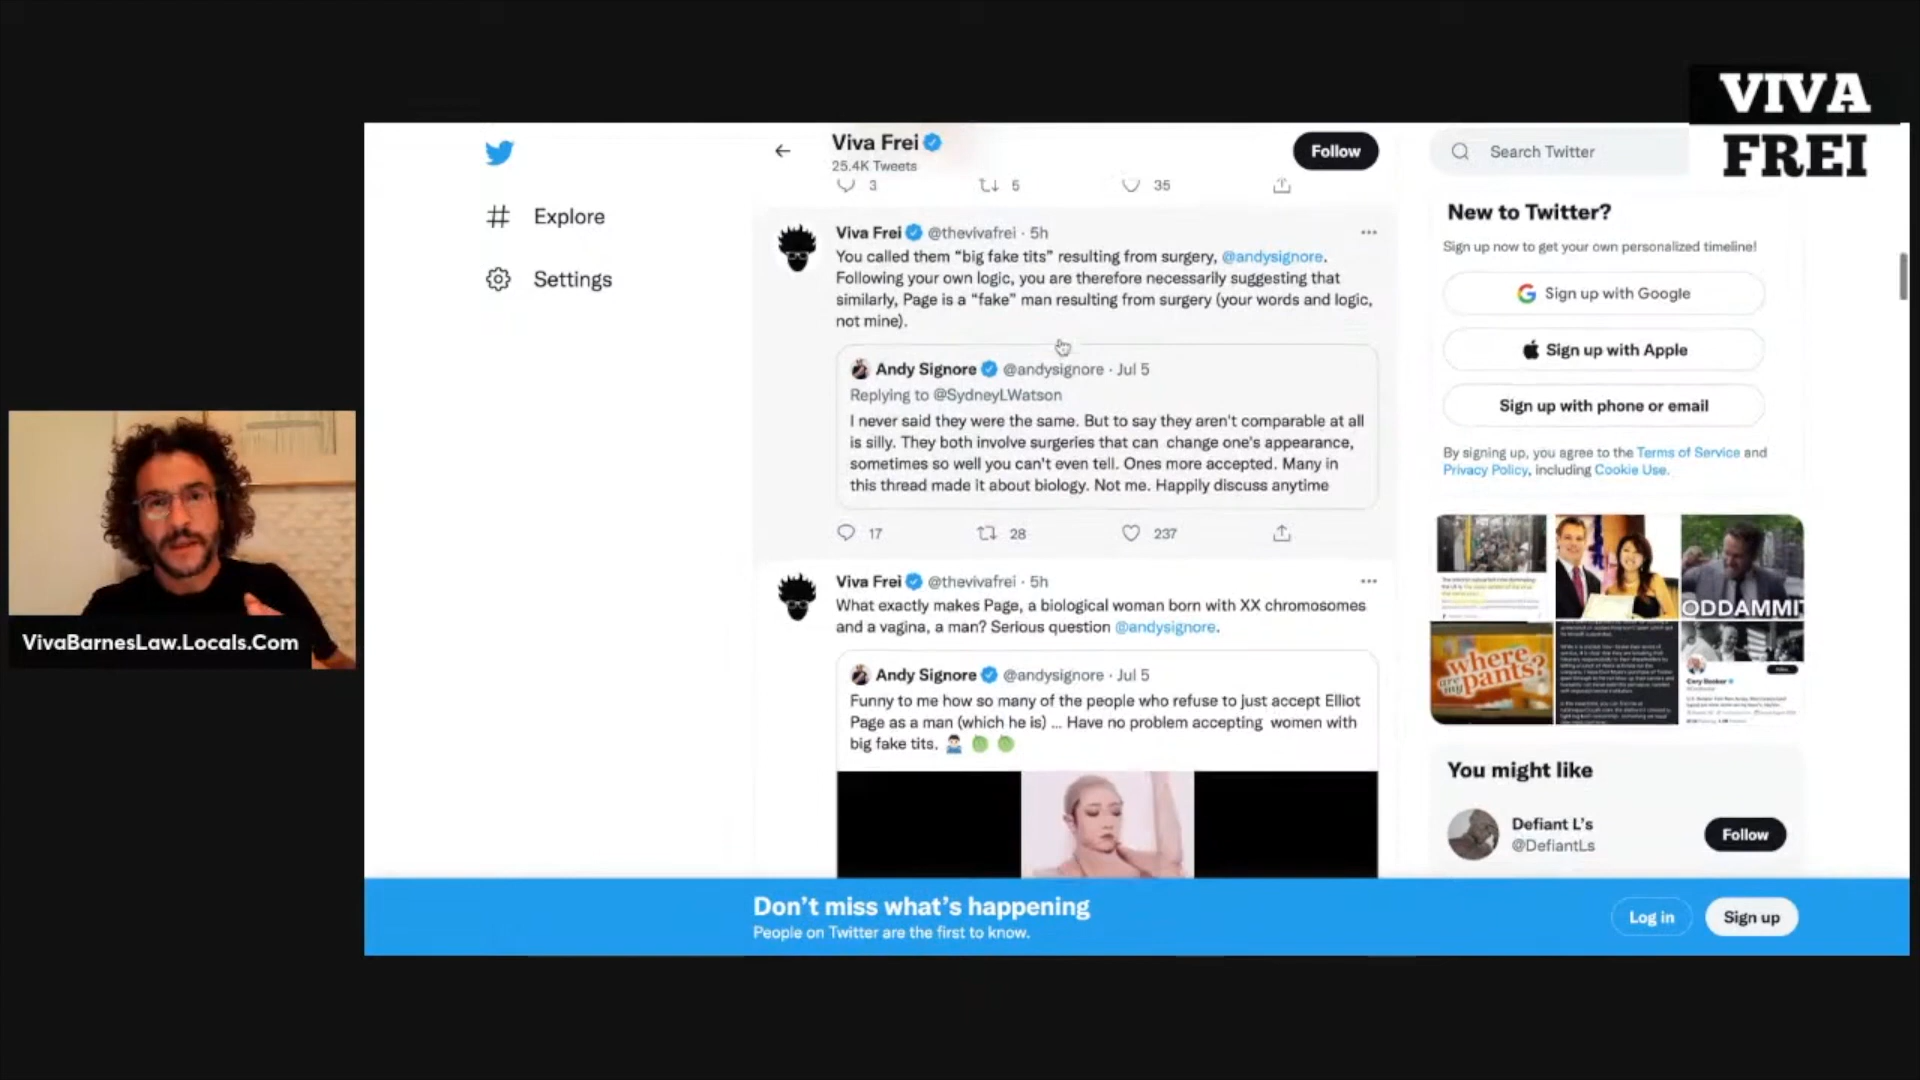 VIVA
FREI
Viva Frei
25.4K Tweets
Follow
Search Twitter
3
5
35
Explore
Settings
Viva Frei @thevivafrei · 5h
You called them “big fake tits” resulting from surgery, @andysignore.
Following your own logic, you are therefore necessarily suggesting that
similarly, Page is a “fake” man resulting from surgery (your words and logic,
not mine).
Andy Signore @andysignore · Jul 5
Replying to @SydneyLWatson
I never said they were the same. But to say they aren't comparable at all
is silly. They both involve surgeries that can change one's appearance,
sometimes so well you can't even tell. Ones more accepted. Many in
this thread made it about biology. Not me. Happily discuss anytime
17
28
237
Viva Frei @thevivafrei · 5h
What exactly makes Page, a biological woman born with XX chromosomes
and a vagina, a man? Serious question @andysignore.
Andy Signore @andysignore · Jul 5
Funny to me how so many of the people who refuse to just accept Elliot
Page as a man (which he is) ... Have no problem accepting women with
big fake tits.
New to Twitter?
Sign up now to get your own personalized timeline!
Sign up with Google
Sign up with Apple
Sign up with phone or email
By signing up, you agree to the Terms of Service and
Privacy Policy, including Cookie Use.
ODDAMMIT
where
are my pants?
Cory Booker
You might like
Defiant L's
@DefiantLs
Follow
VivaBarnesLaw.Locals.Com
Don't miss what's happening
People on Twitter are the first to know.
Log in
Sign up